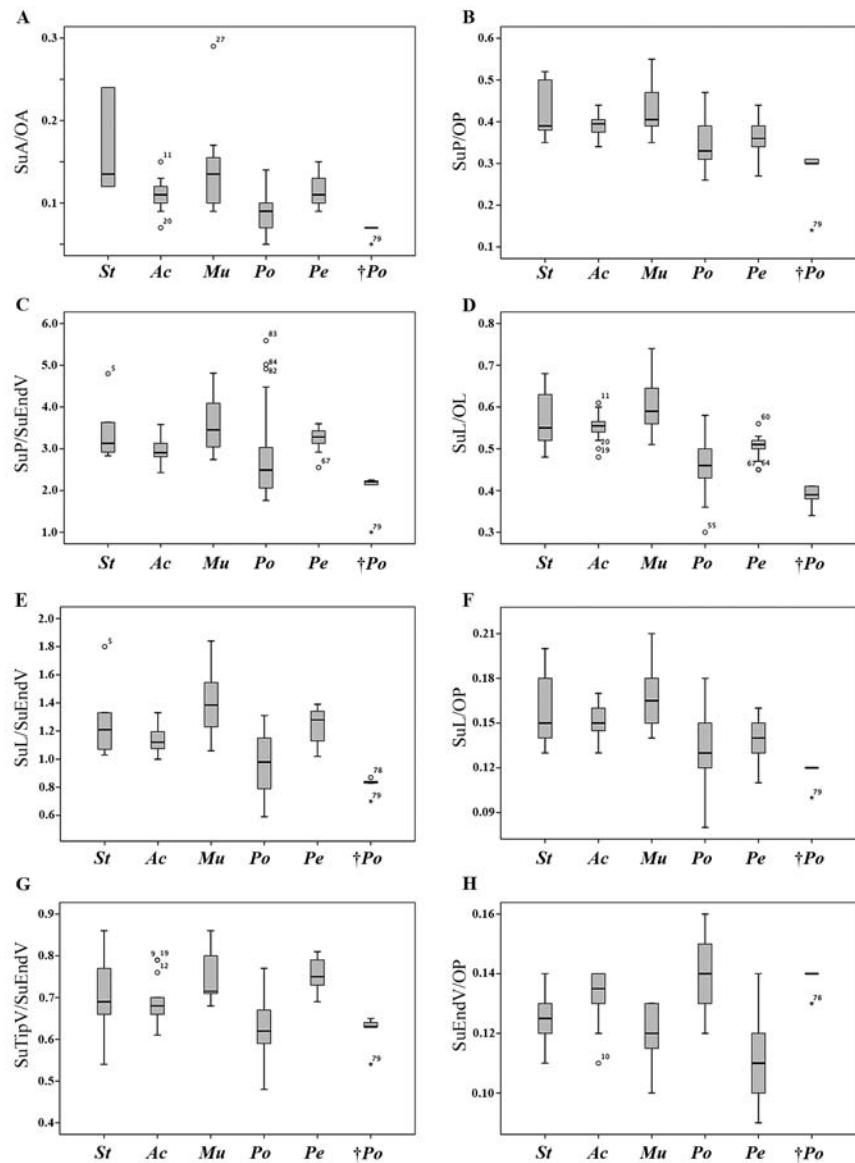 A
SuA/OA
0.3
0.2
0.1
27
11
20
79
St Ac Mu Po Pe †Po
B
SuP/OP
0.6
0.5
0.4
0.3
0.2
0.1
79
St Ac Mu Po Pe †Po
C
SuP/SuEndV
6.0
5.0
4.0
3.0
2.0
1.0
5
83
84
82
67
79
St Ac Mu Po Pe †Po
D
SuL/OL
0.8
0.7
0.6
0.5
0.4
0.3
11
20
19
55
60
67 64
St Ac Mu Po Pe †Po
E
SuL/SuEndV
2.0
1.8
1.6
1.4
1.2
1.0
0.8
0.6
5
78
79
St Ac Mu Po Pe †Po
F
SuL/OP
0.21
0.18
0.15
0.12
0.09
79
St Ac Mu Po Pe †Po
G
SuTipV/SuEndV
0.9
0.8
0.7
0.6
0.5
0.4
9 19
12
79
St Ac Mu Po Pe †Po
H
SuEndV/OP
0.16
0.14
0.12
0.10
10
78
St Ac Mu Po Pe †Po